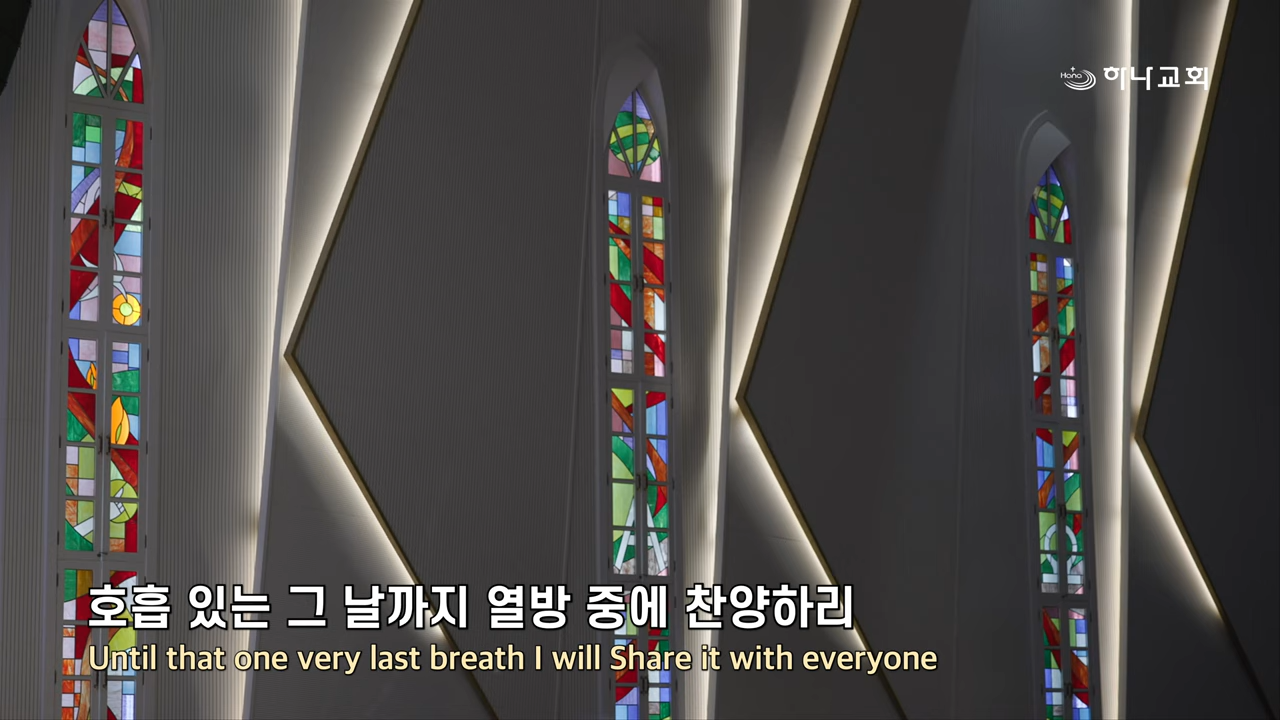 Hana 하나교회
호흡 있는 그 날까지 열방 중에 찬양하리
Until that one very last breath I will Share it with everyone